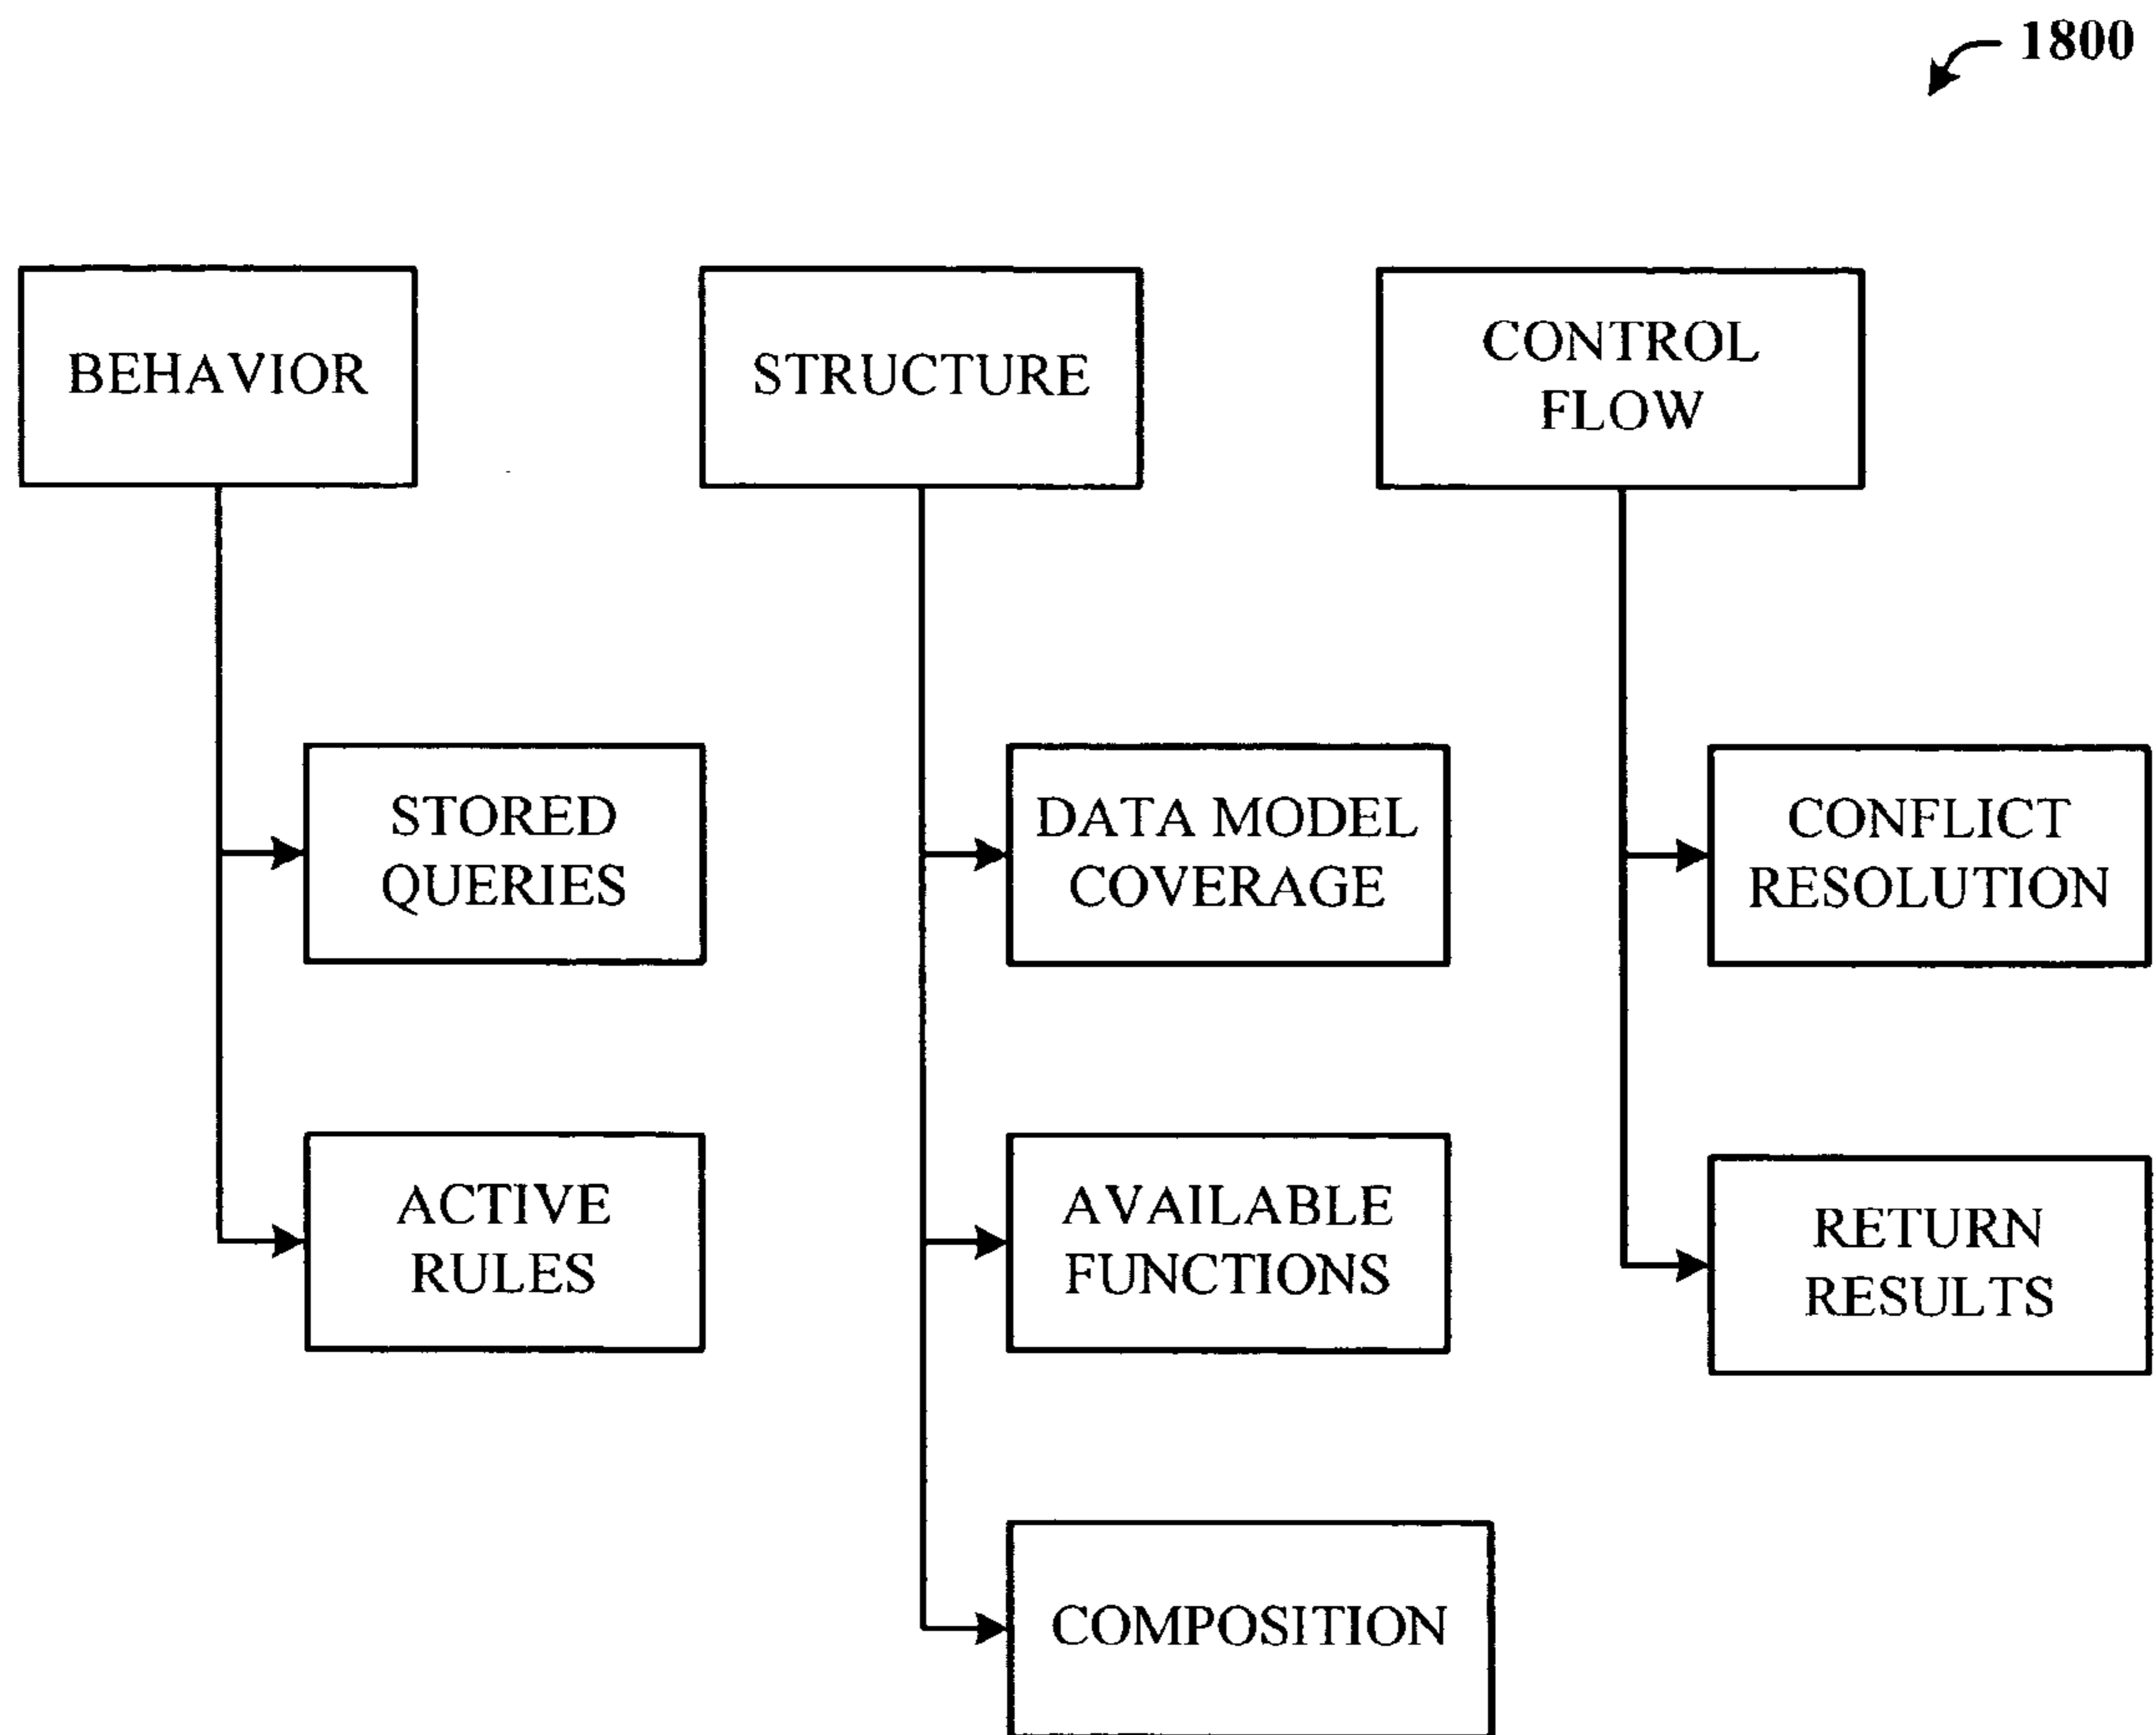 1800
BEHAVIOR
STRUCTURE
CONTROL
FLOW
STORED
QUERIES
DATA MODEL
COVERAGE
CONFLICT
RESOLUTION
ACTIVE
RULES
AVAILABLE
FUNCTIONS
RETURN
RESULTS
COMPOSITION